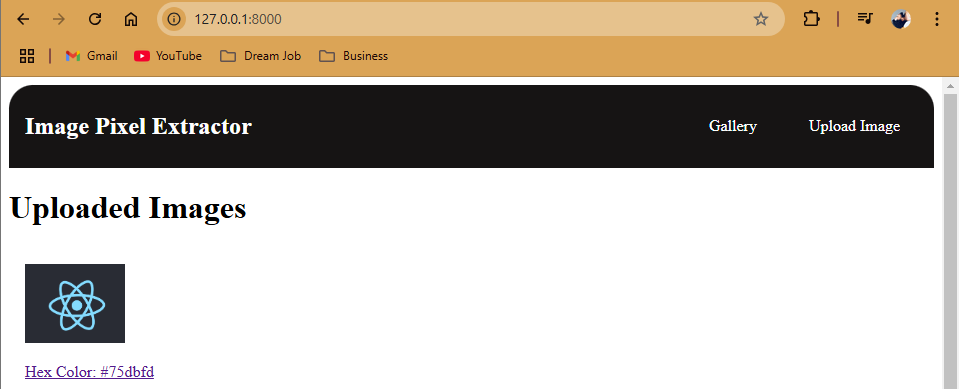 127.0.0.1:8000
Gmail YouTube Dream Job Business
Image Pixel Extractor Gallery Upload Image
Uploaded Images
Hex Color: #75dbfd